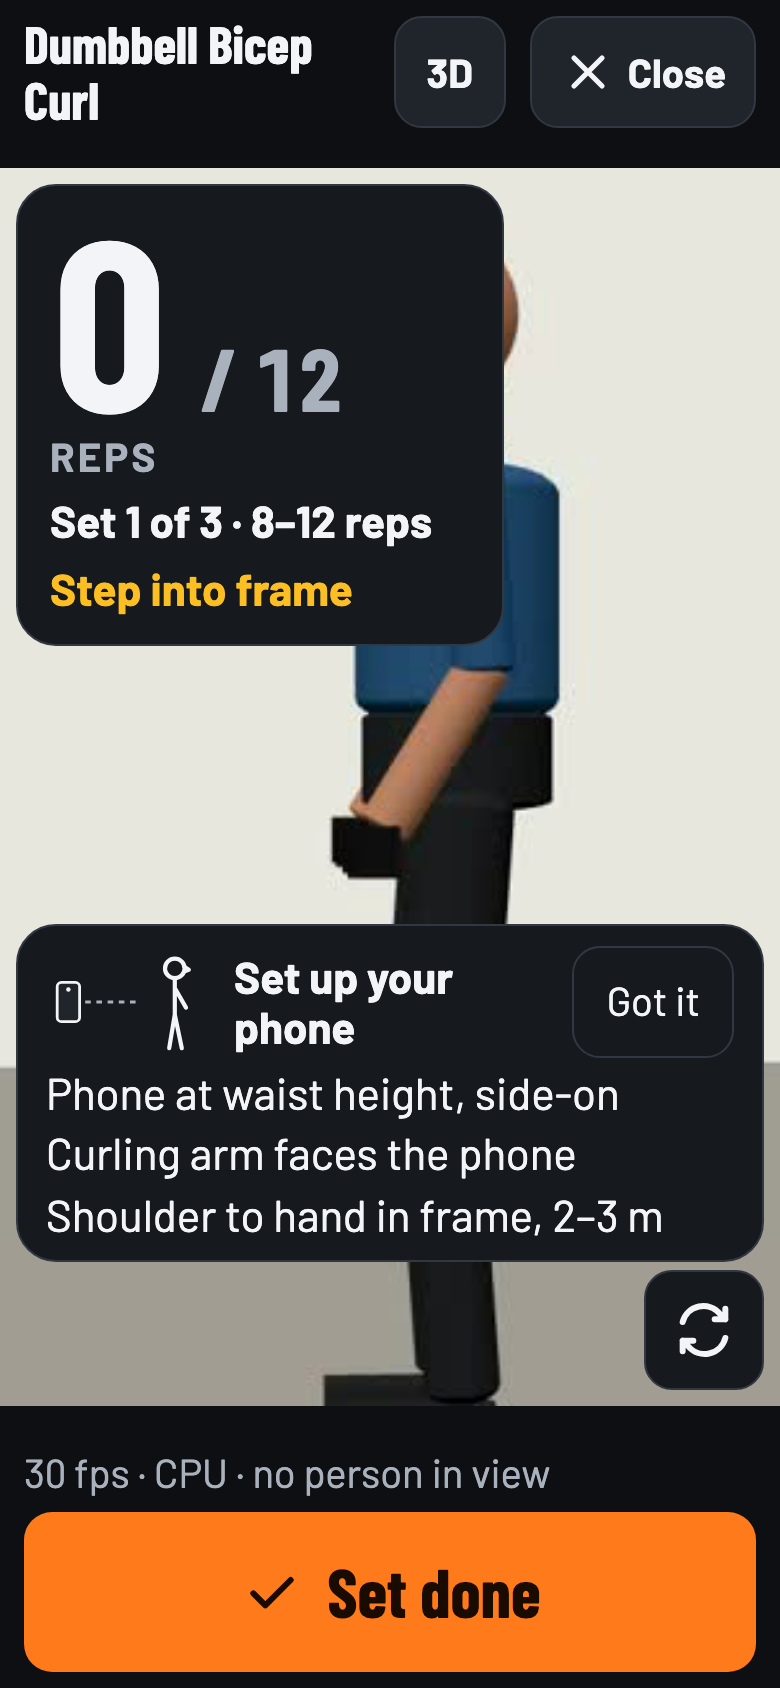 Dumbbell Bicep
Curl
3D
Close
0 / 12
REPS
Set 1 of 3 · 8–12 reps
Step into frame
Set up your
phone
Got it
Phone at waist height, side-on
Curling arm faces the phone
Shoulder to hand in frame, 2–3 m
30 fps · CPU · no person in view
Set done